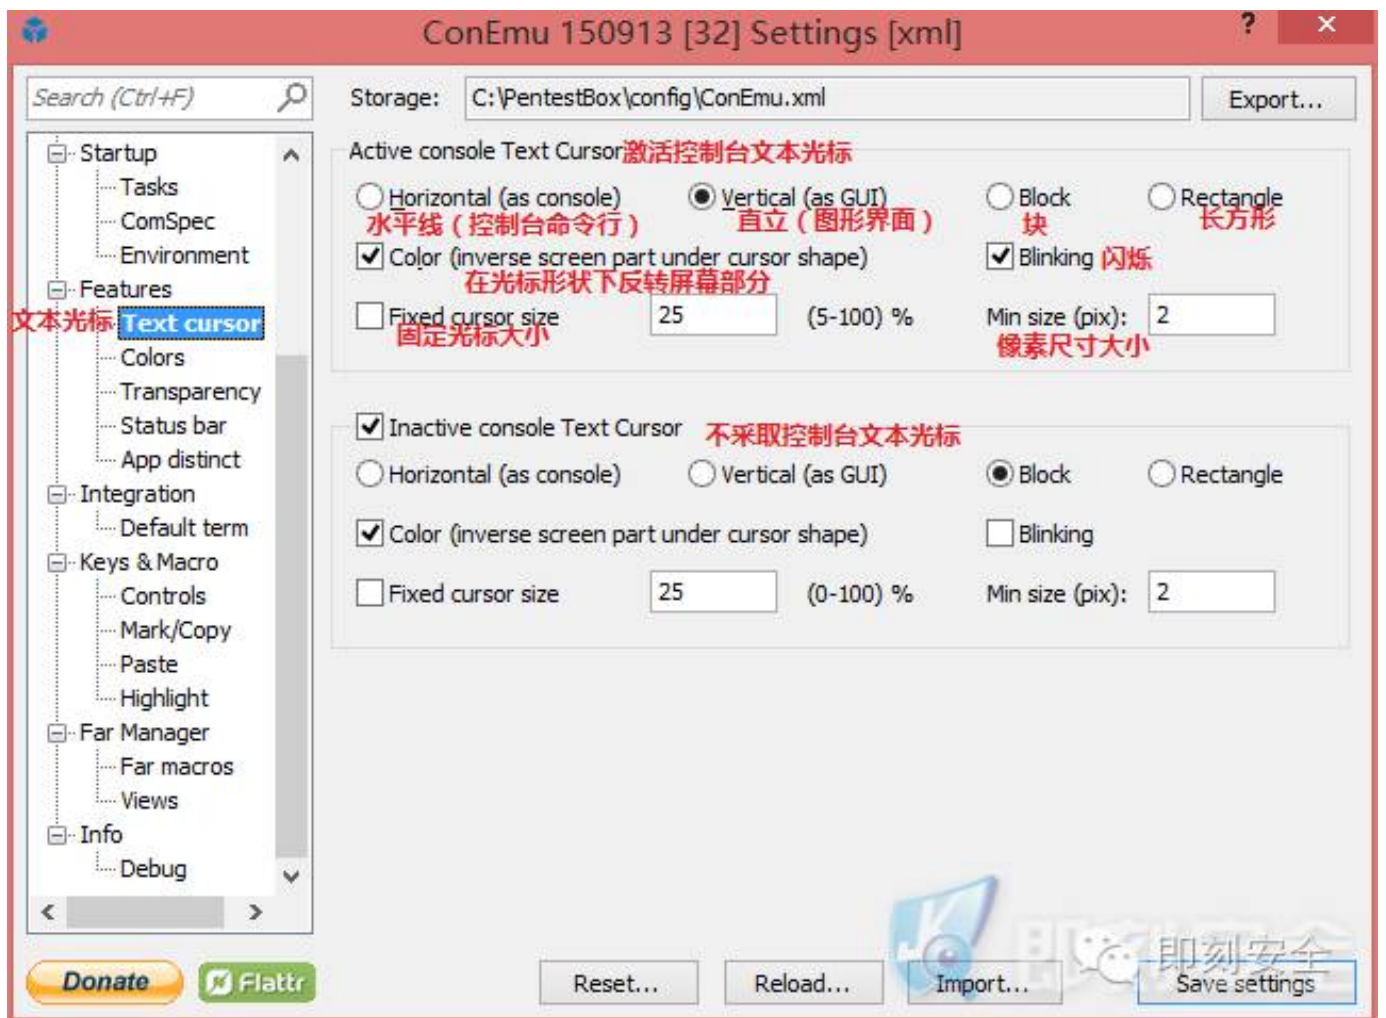 ConEmu 150913 [32] Settings [xml]
?
×
Search (Ctrl+F)
Storage:
C:\PentestBox\config\ConEmu.xml
Export...
Startup
Tasks
ComSpec
Environment
Features
文本光标
Text cursor
Colors
Transparency
Status bar
App distinct
Integration
Default term
Keys & Macro
Controls
Mark/Copy
Paste
Highlight
Far Manager
Far macros
Views
Info
Debug
Active console Text Cursor激活控制台文本光标
Horizontal (as console) Vertical (as GUI) Block Rectangle
水平线（控制台命令行） 直立（图形界面） 块 长方形
Color (inverse screen part under cursor shape) Blinking 闪烁
在光标形状下反转屏幕部分
Fixed cursor size 25 (5-100) % Min size (pix): 2
固定光标大小 像素尺寸大小
Inactive console Text Cursor 不采取控制台文本光标
Horizontal (as console) Vertical (as GUI) Block Rectangle
Color (inverse screen part under cursor shape) Blinking
Fixed cursor size 25 (0-100) % Min size (pix): 2
即刻安全
即刻安全
Donate
Flattr
Reset...
Reload...
Import...
Save settings